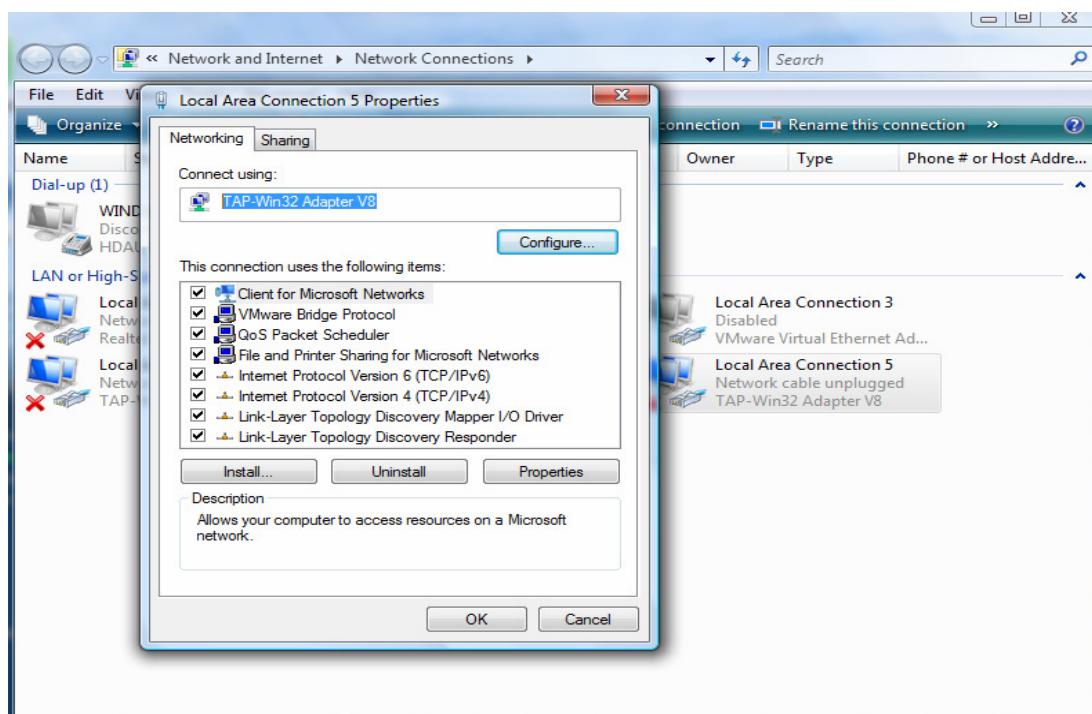 « Network and Internet ▸ Network Connections ▸
Search
File Edit Vi
Local Area Connection 5 Properties
Organize
connection Rename this connection »
Networking Sharing
Name S Owner Type Phone # or Host Addre...
Connect using:
Dial-up (1)
TAP-Win32 Adapter V8
WIND
Disco
HDAU
Configure...
This connection uses the following items:
LAN or High-S
Client for Microsoft Networks
VMware Bridge Protocol
QoS Packet Scheduler
File and Printer Sharing for Microsoft Networks
Internet Protocol Version 6 (TCP/IPv6)
Internet Protocol Version 4 (TCP/IPv4)
Link-Layer Topology Discovery Mapper I/O Driver
Link-Layer Topology Discovery Responder
Local
Netw
Realte
Local Area Connection 3
Disabled
VMware Virtual Ethernet Ad...
Local
Netw
TAP-
Local Area Connection 5
Network cable unplugged
TAP-Win32 Adapter V8
Install... Uninstall Properties
Description
Allows your computer to access resources on a Microsoft
network.
OK Cancel